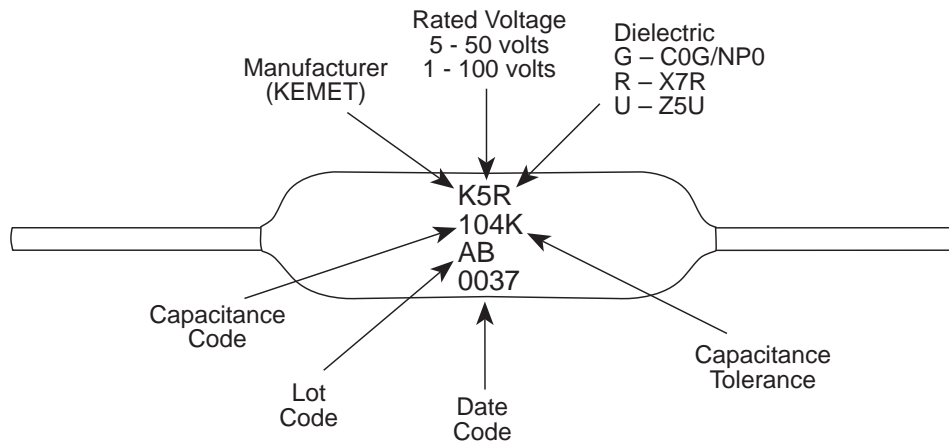 Rated Voltage
5 - 50 volts
1 - 100 volts
Dielectric
G – C0G/NP0
R – X7R
U – Z5U
Manufacturer
(KEMET)
K5R
104K
AB
0037
Capacitance
Code
Lot
Code
Date
Code
Capacitance
Tolerance